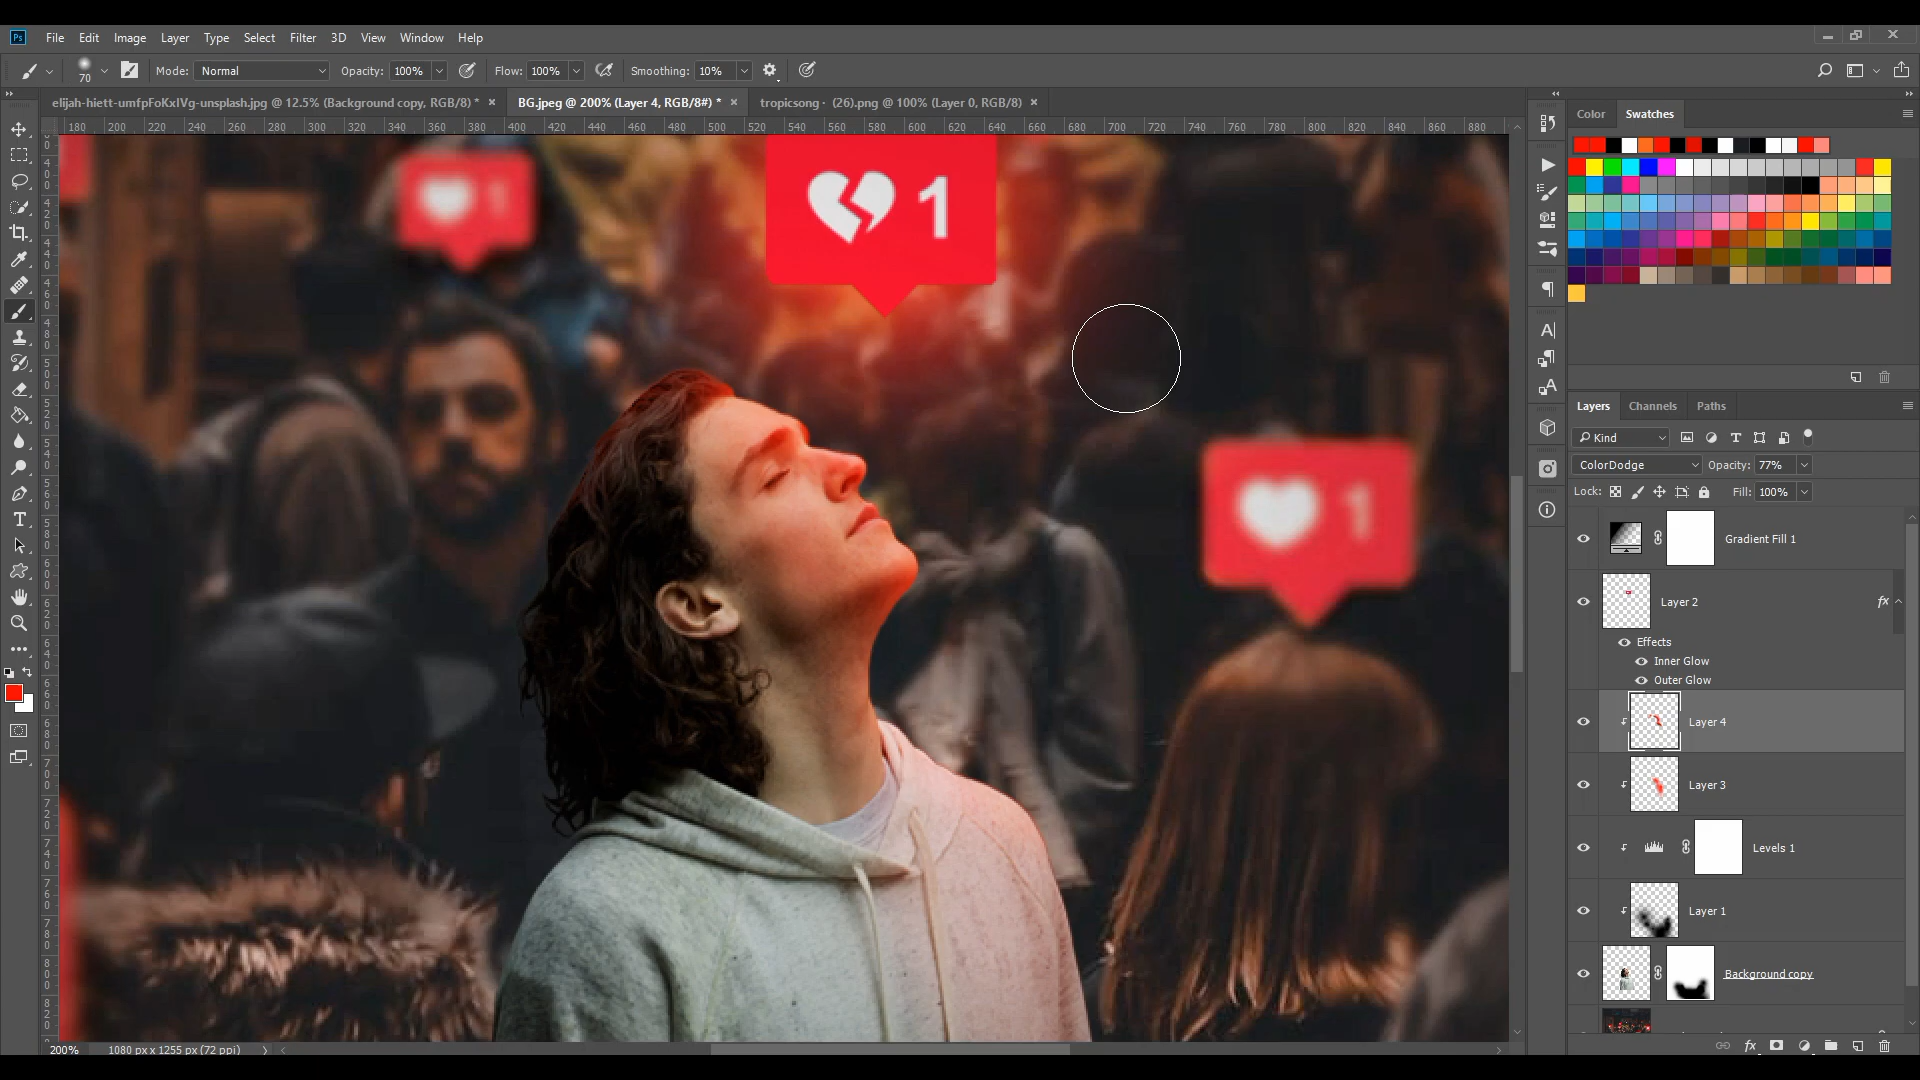 Ps File Edit Image Layer Type Select Filter 3D View Window Help
70 Mode: Normal Opacity: 100% Flow: 100% Smoothing: 10%
elijah-hiett-umfpFoKxIVg-unsplash.jpg @ 12.5% (Background copy, RGB/8) * × BG.jpeg @ 200% (Layer 4, RGB/8#) * × tropicsong · (26).png @ 100% (Layer 0, RGB/8) ×
180 200 220 240 260 280 300 320 340 360 380 400 420 440 460 480 500 520 540 560 580 600 620 640 660 680 700 720 740 760 780 800 820 840 860 880
1
1
1
Color Swatches
Layers Channels Paths
Kind
ColorDodge Opacity: 77%
Lock: Fill: 100%
Gradient Fill 1
Layer 2 fx
Effects
Inner Glow
Outer Glow
Layer 4
Layer 3
Levels 1
Layer 1
Background copy
200% 1080 px x 1255 px (72 ppi)
fx